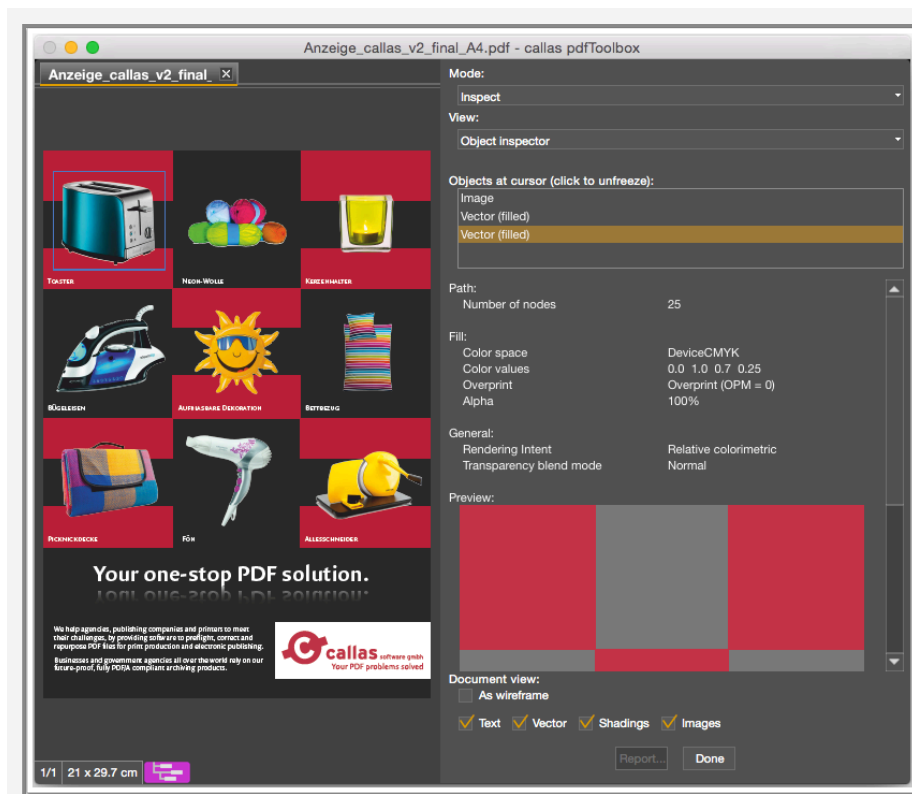 Anzeige_callas_v2_final_A4.pdf - callas pdfToolbox
Anzeige_callas_v2_final_
Mode:
Inspect
View:
Object inspector
Objects at cursor (click to unfreeze):
Image
Vector (filled)
Vector (filled)
Path:
Number of nodes 25
Fill:
Color space DeviceCMYK
Color values 0.0 1.0 0.7 0.25
Overprint Overprint (OPM = 0)
Alpha 100%
General:
Rendering Intent Relative colorimetric
Transparency blend mode Normal
Preview:
Document view:
As wireframe
Text Vector Shadings Images
Report... Done
Toaster Neon-Wolle Kerzenhalter
Bügeleisen Aufblasbare Dekoration Bettbezug
Picknickdecke Fön Allesschneider
Your one-stop PDF solution.
We help agencies, publishing companies and printers to meet
their challenges, by providing software to preflight, correct and
repurpose PDF files for print production and electronic publishing.
Businesses and government agencies all over the world rely on our
future-proof, fully PDF/A compliant archiving products.
callas software gmbh
Your PDF problems solved
1/1 21 x 29.7 cm